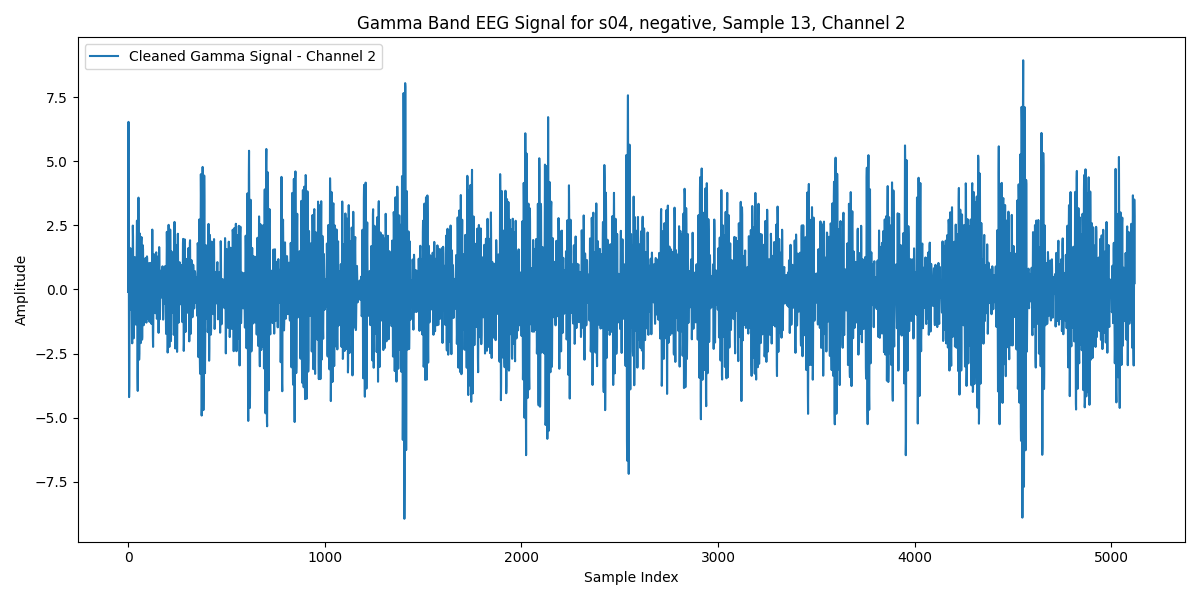 Gamma Band EEG Signal for s04, negative, Sample 13, Channel 2
Cleaned Gamma Signal - Channel 2
Amplitude
7.5
5.0
2.5
0.0
−2.5
−5.0
−7.5
0 1000 2000 3000 4000 5000
Sample Index